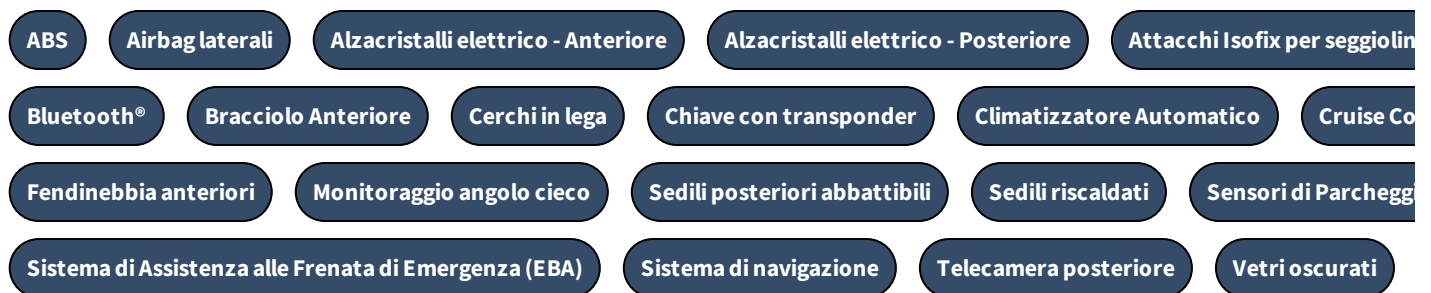 ABS Airbag laterali Alzacristalli elettrico - Anteriore Alzacristalli elettrico - Posteriore Attacchi Isofix per
Bluetooth® Bracciolo Anteriore Cerchi in lega Chiave con transponder Climatizzatore Automatico Cruise
Fendinebbia anteriori Monitoraggio angolo cieco Sedili posteriori abbattibili Sedili riscaldati Sensori di
Sistema di Assistenza alle Frenata di Emergenza (EBA) Sistema di navigazione Telecamera posteriore Vetri oscurati